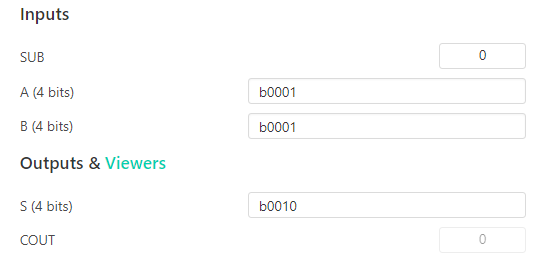 Inputs
SUB 0
A (4 bits) b0001
B (4 bits) b0001
Outputs & Viewers
S (4 bits) b0010
COUT 0